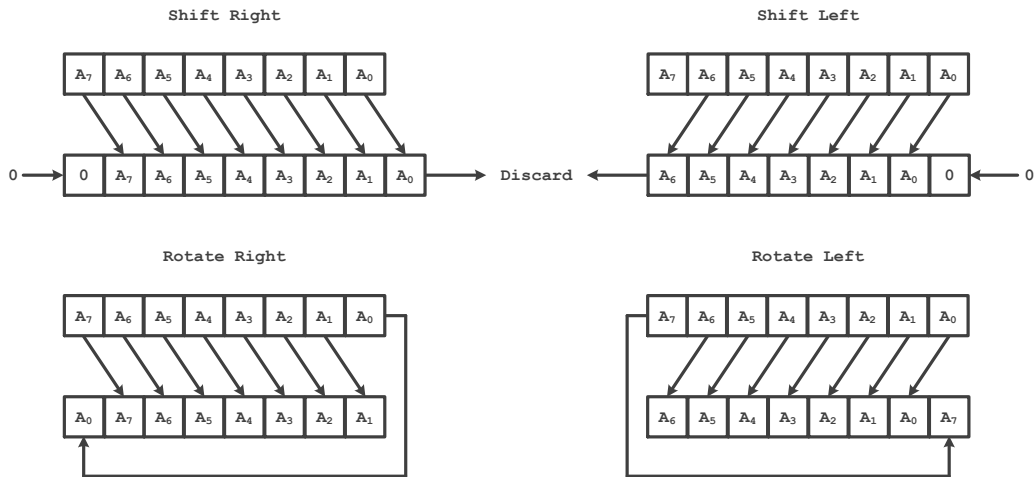 Shift Right
A₇ A₆ A₅ A₄ A₃ A₂ A₁ A₀
0 0 A₇ A₆ A₅ A₄ A₃ A₂ A₁ A₀
Discard
Shift Left
A₇ A₆ A₅ A₄ A₃ A₂ A₁ A₀
A₆ A₅ A₄ A₃ A₂ A₁ A₀ 0 0
Rotate Right
A₇ A₆ A₅ A₄ A₃ A₂ A₁ A₀
A₀ A₇ A₆ A₅ A₄ A₃ A₂ A₁
Rotate Left
A₇ A₆ A₅ A₄ A₃ A₂ A₁ A₀
A₆ A₅ A₄ A₃ A₂ A₁ A₀ A₇